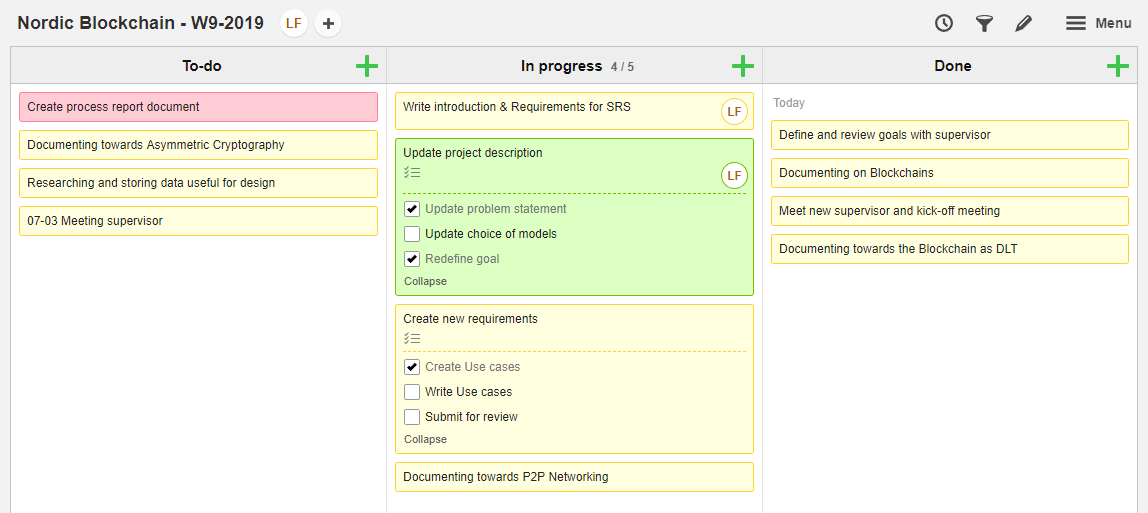 Nordic Blockchain - W9-2019 LF
Menu
To-do
Create process report document
Documenting towards Asymmetric Cryptography
Researching and storing data useful for design
07-03 Meeting supervisor
In progress 4 / 5
Write introduction & Requirements for SRS
LF
Update project description
LF
Update problem statement
Update choice of models
Redefine goal
Collapse
Create new requirements
Create Use cases
Write Use cases
Submit for review
Collapse
Documenting towards P2P Networking
Done
Today
Define and review goals with supervisor
Documenting on Blockchains
Meet new supervisor and kick-off meeting
Documenting towards the Blockchain as DLT